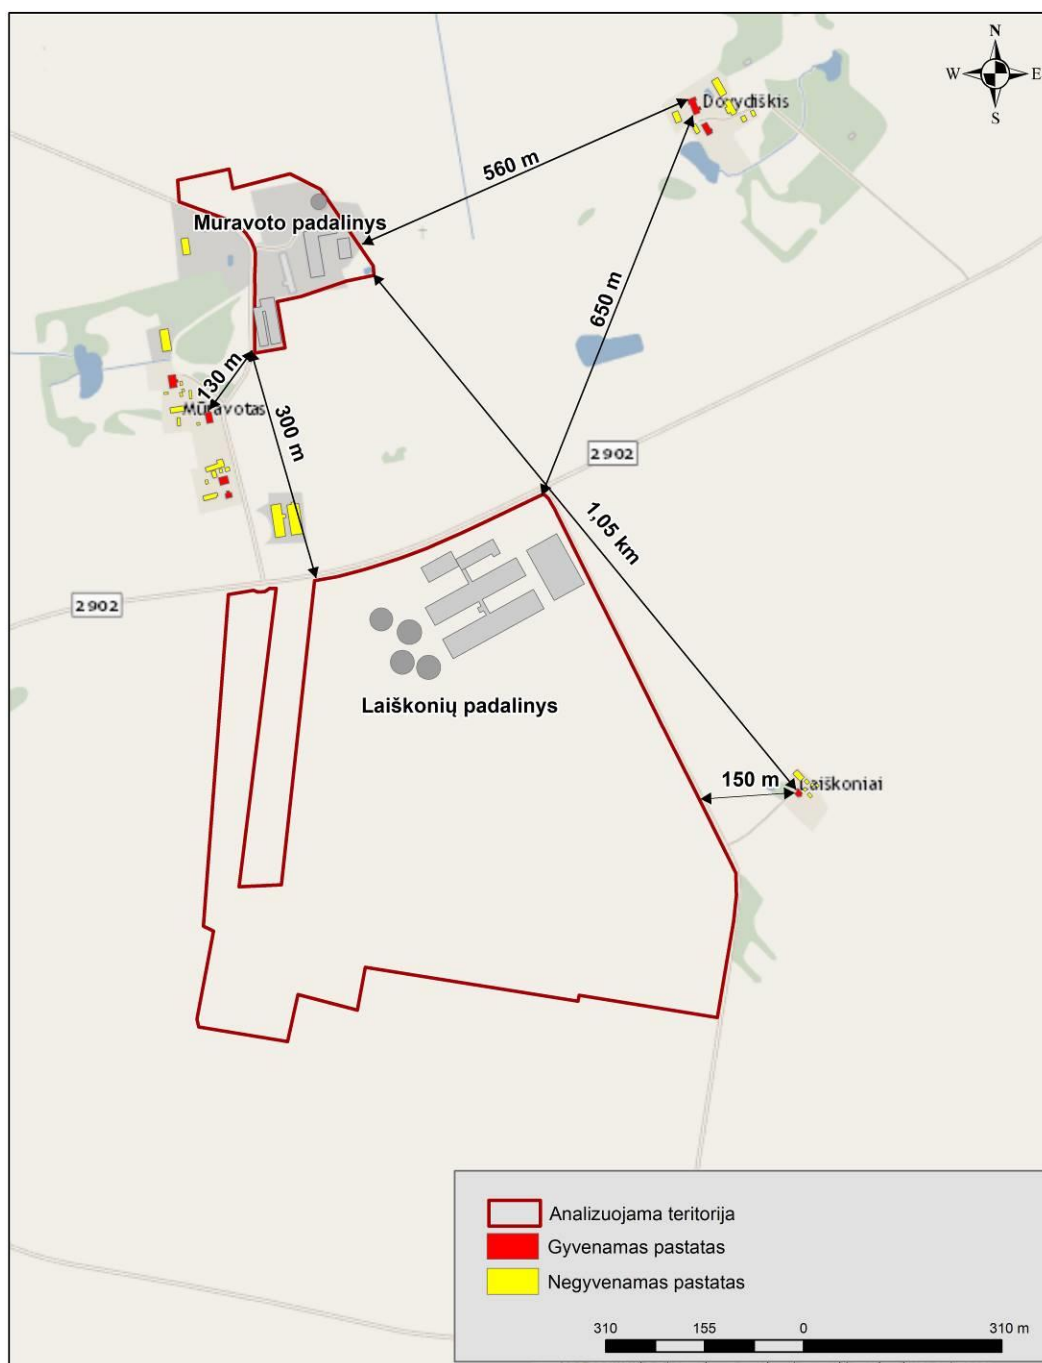 N
W E
S
Dovydiškis
560 m
Muravoto padalinys
650 m
130 m
Mūravotas
300 m
2902
1,05 km
2902
Laiškonių padalinys
150 m
Laiškoniai
Analizuojama teritorija
Gyvenamas pastatas
Negyvenamas pastatas
310 155 0 310 m